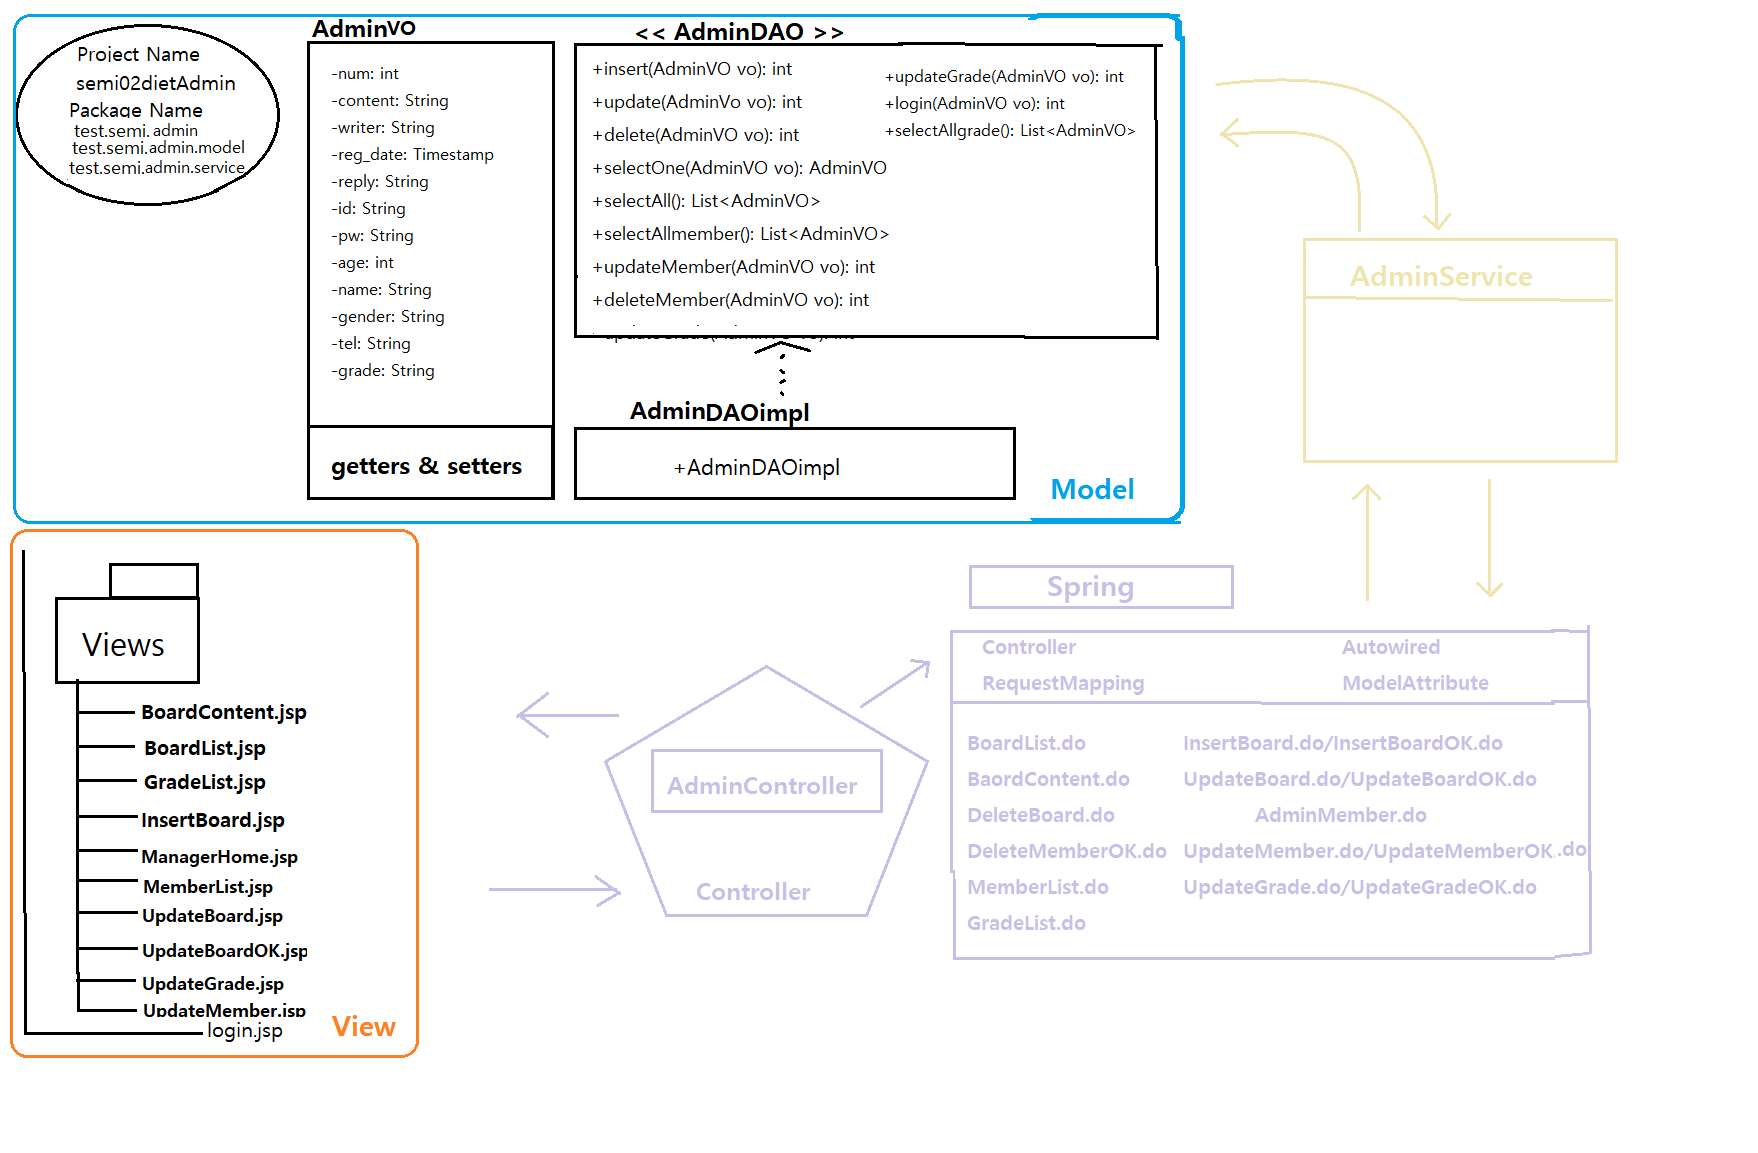 Project Name
semi02dietAdmin
Package Name
test.semi.admin
test.semi.admin.model
test.semi.admin.service
AdminVO
-num: int
-content: String
-writer: String
-reg_date: Timestamp
-reply: String
-id: String
-pw: String
-age: int
-name: String
-gender: String
-tel: String
-grade: String
getters & setters
<< AdminDAO >>
+insert(AdminVO vo): int
+update(AdminVo vo): int
+delete(AdminVO vo): int
+selectOne(AdminVO vo): AdminVO
+selectAll(): List<AdminVO>
+selectAllmember(): List<AdminVO>
+updateMember(AdminVO vo): int
+deleteMember(AdminVO vo): int
+updateGrade(AdminVO vo): int
+login(AdminVO vo): int
+selectAllgrade(): List<AdminVO>
AdminDAOimpl
+AdminDAOimpl
Model
AdminService
Views
BoardContent.jsp
BoardList.jsp
GradeList.jsp
InsertBoard.jsp
ManagerHome.jsp
MemberList.jsp
UpdateBoard.jsp
UpdateBoardOK.jsp
UpdateGrade.jsp
UpdateMember.jsp
login.jsp
View
AdminController
Controller
Spring
Controller Autowired
RequestMapping ModelAttribute
BoardList.do InsertBoard.do/InsertBoardOK.do
BaordContent.do UpdateBoard.do/UpdateBoardOK.do
DeleteBoard.do AdminMember.do
DeleteMemberOK.do UpdateMember.do/UpdateMemberOK.do
MemberList.do UpdateGrade.do/UpdateGradeOK.do
GradeList.do